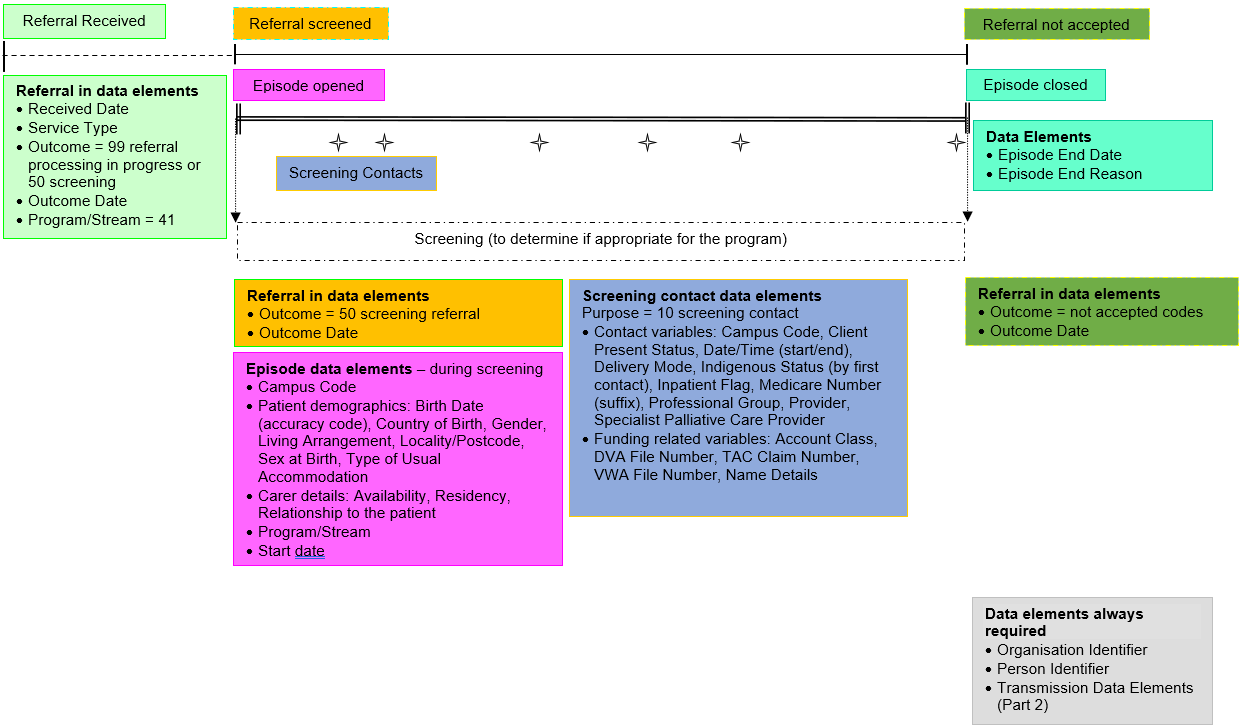 Referral Received
Referral screened
Referral not accepted
Episode opened
Episode closed
Referral in data elements
• Received Date
• Service Type
• Outcome = 99 referral
processing in progress or
50 screening
• Outcome Date
• Program/Stream = 41
Screening Contacts
Data Elements
• Episode End Date
• Episode End Reason
Screening (to determine if appropriate for the program)
Referral in data elements
• Outcome = 50 screening referral
• Outcome Date
Episode data elements – during screening
• Campus Code
• Patient demographics: Birth Date
(accuracy code), Country of Birth, Gender,
Living Arrangement, Locality/Postcode,
Sex at Birth, Type of Usual
Accommodation
• Carer details: Availability, Residency,
Relationship to the patient
• Program/Stream
• Start date
Screening contact data elements
Purpose = 10 screening contact
• Contact variables: Campus Code, Client
Present Status, Date/Time (start/end),
Delivery Mode, Indigenous Status (by first
contact), Inpatient Flag, Medicare Number
(suffix), Professional Group, Provider,
Specialist Palliative Care Provider
• Funding related variables: Account Class,
DVA File Number, TAC Claim Number,
VWA File Number, Name Details
Referral in data elements
• Outcome = not accepted codes
• Outcome Date
Data elements always
required
• Organisation Identifier
• Person Identifier
• Transmission Data Elements
(Part 2)